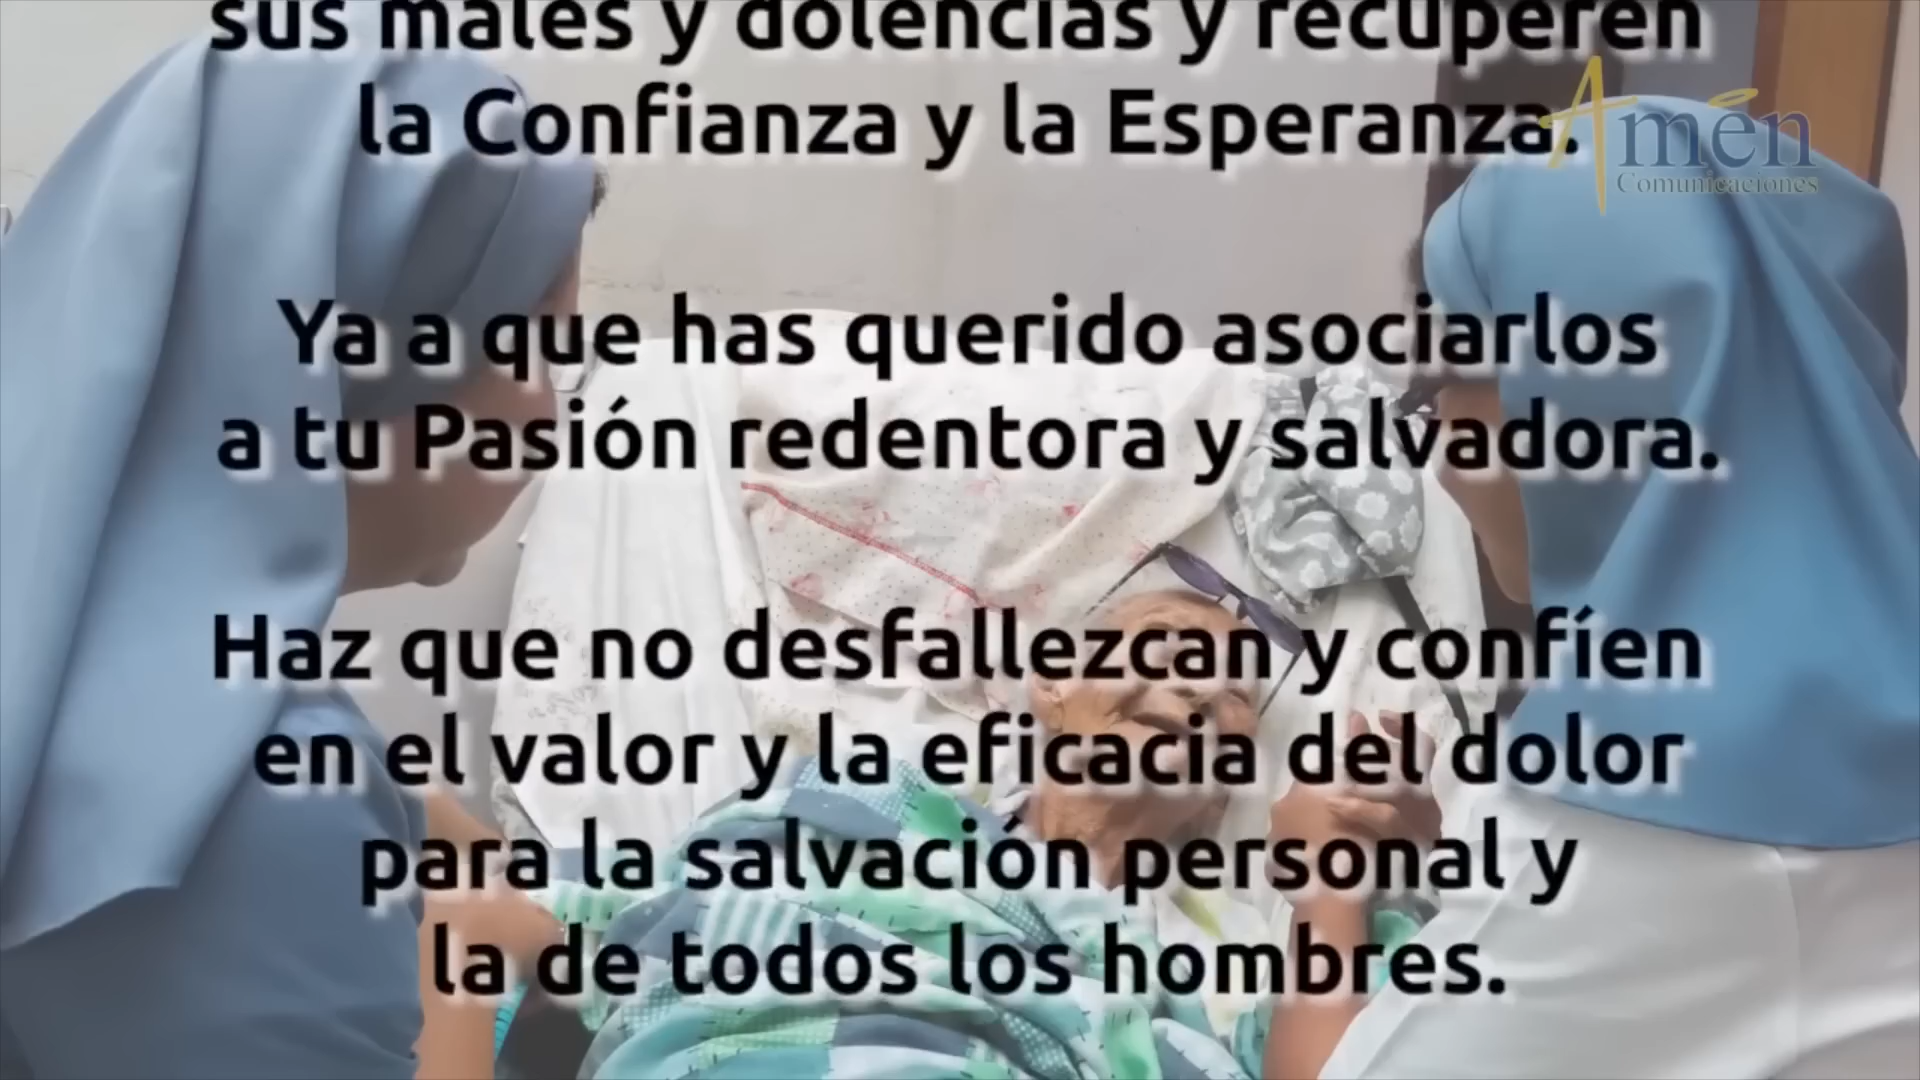 sus males y dolencias y recuperen
la Confianza y la Esperanza.
Amén
Comunicaciones
Ya a que has querido asociarlos
a tu Pasión redentora y salvadora.
Haz que no desfallezcan y confíen
en el valor y la eficacia del dolor
para la salvación personal y
la de todos los hombres.